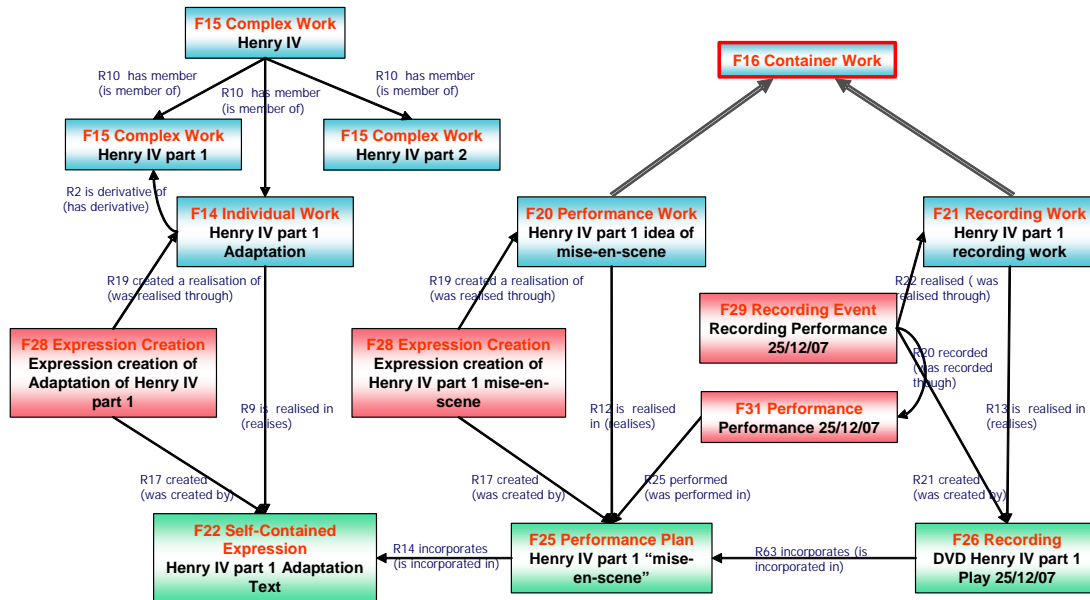 F15 Complex Work
Henry IV
R10 has member
(is member of)
R10 has member
(is member of)
R10 has member
(is member of)
F16 Container Work
F15 Complex Work
Henry IV part 1
F15 Complex Work
Henry IV part 2
R2 is derivative of
(has derivative)
F14 Individual Work
Henry IV part 1
Adaptation
F20 Performance Work
Henry IV part 1 idea of
mise-en-scene
F21 Recording Work
Henry IV part 1
recording work
R19 created a realisation of
(was realised through)
R19 created a realisation of
(was realised through)
R22 realised ( was
realised through)
F28 Expression Creation
Expression creation of
Adaptation of Henry IV
part 1
F28 Expression Creation
Expression creation of
Henry IV part 1 mise-en-
scene
F29 Recording Event
Recording Performance
25/12/07
R20 recorded
(was recorded
though)
R9 is realised in
(realises)
R12 is realised
in (realises)
F31 Performance
Performance 25/12/07
R13 is realised in
(realises)
R17 created
(was created by)
R17 created
(was created by)
R25 performed
(was performed in)
R21 created
(was created by)
F22 Self-Contained
Expression
Henry IV part 1 Adaptation
Text
R14 incorporates
(is incorporated in)
F25 Performance Plan
Henry IV part 1 “mise-
en-scene”
R63 incorporates (is
incorporated in)
F26 Recording
DVD Henry IV part 1
Play 25/12/07